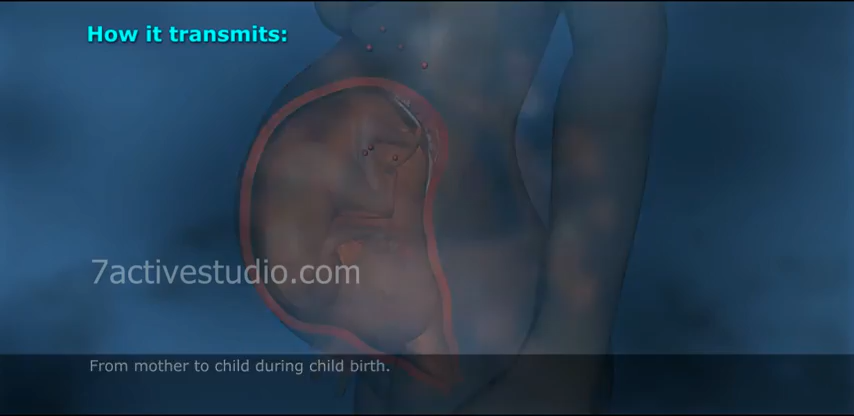 How it transmits:
7activestudio.com
From mother to child during child birth.